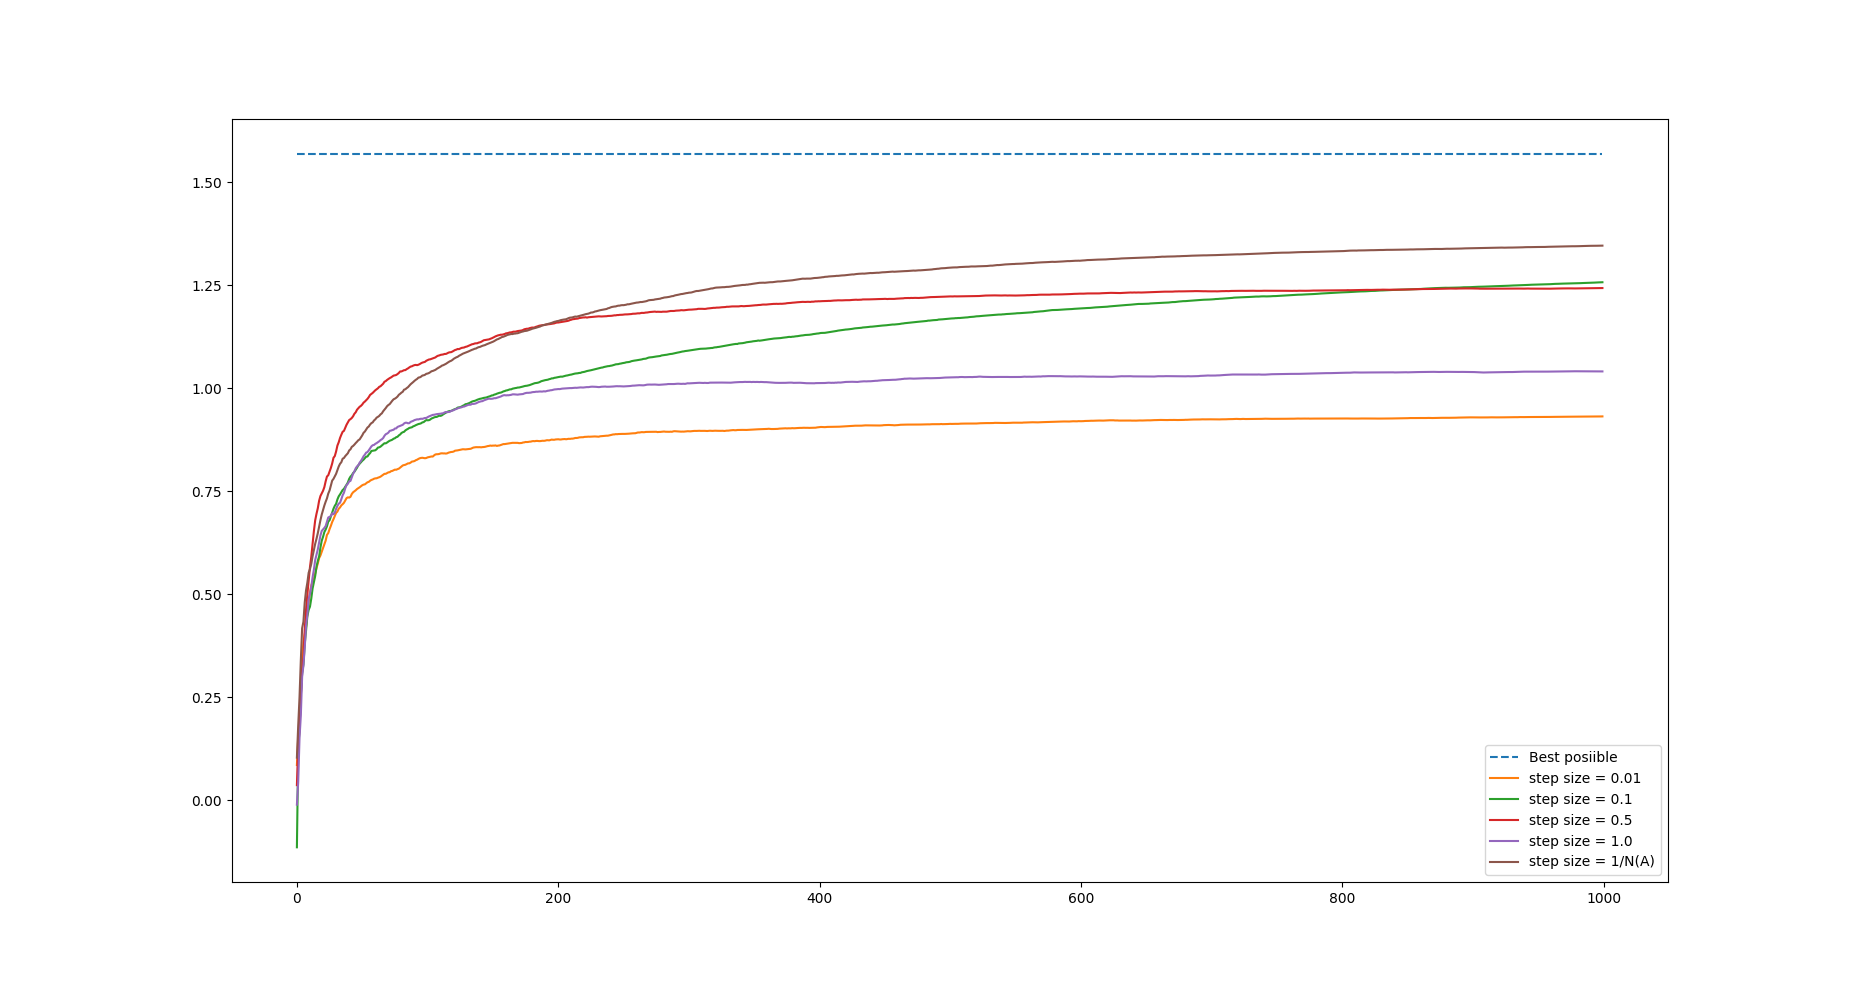 1.50
1.25
1.00
0.75
0.50
0.25
0.00
0
200
400
600
800
1000
Best posiible
step size = 0.01
step size = 0.1
step size = 0.5
step size = 1.0
step size = 1/N(A)